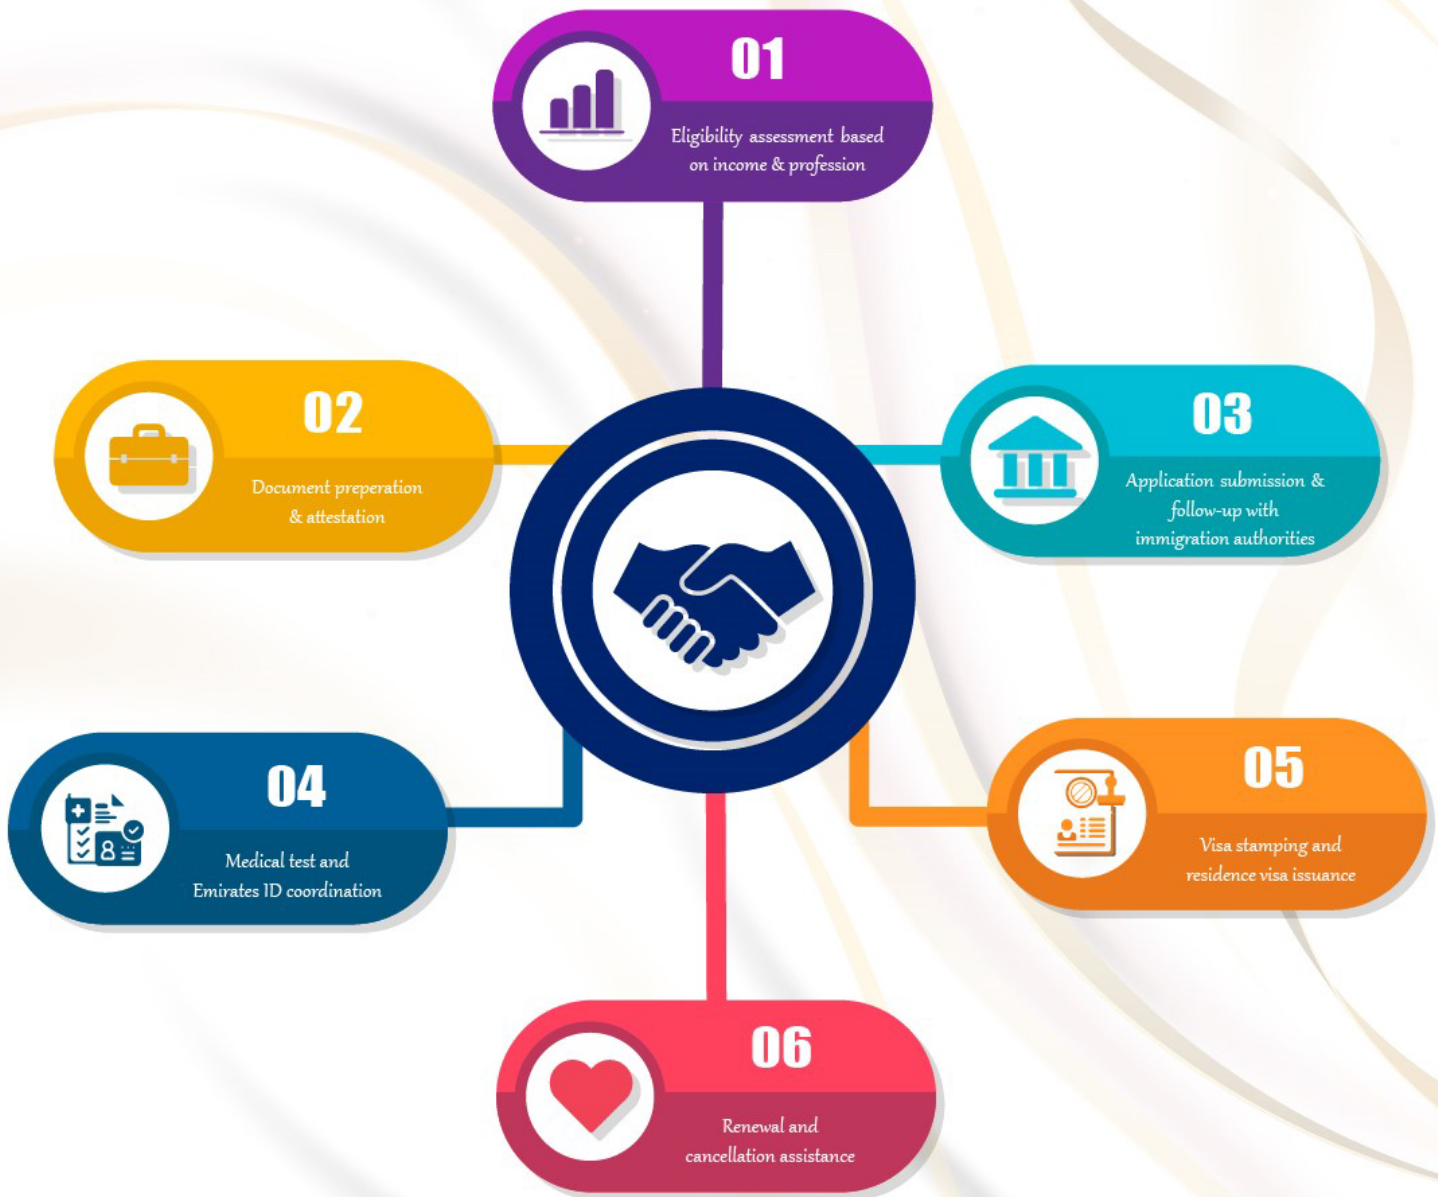 01
Eligibility assessment based
on income & profession
02
Document preperation
& attestation
03
Application submission &
follow-up with
immigration authorities
04
Medical test and
Emirates ID coordination
05
Visa stamping and
residence visa issuance
06
Renewal and
cancellation assistance